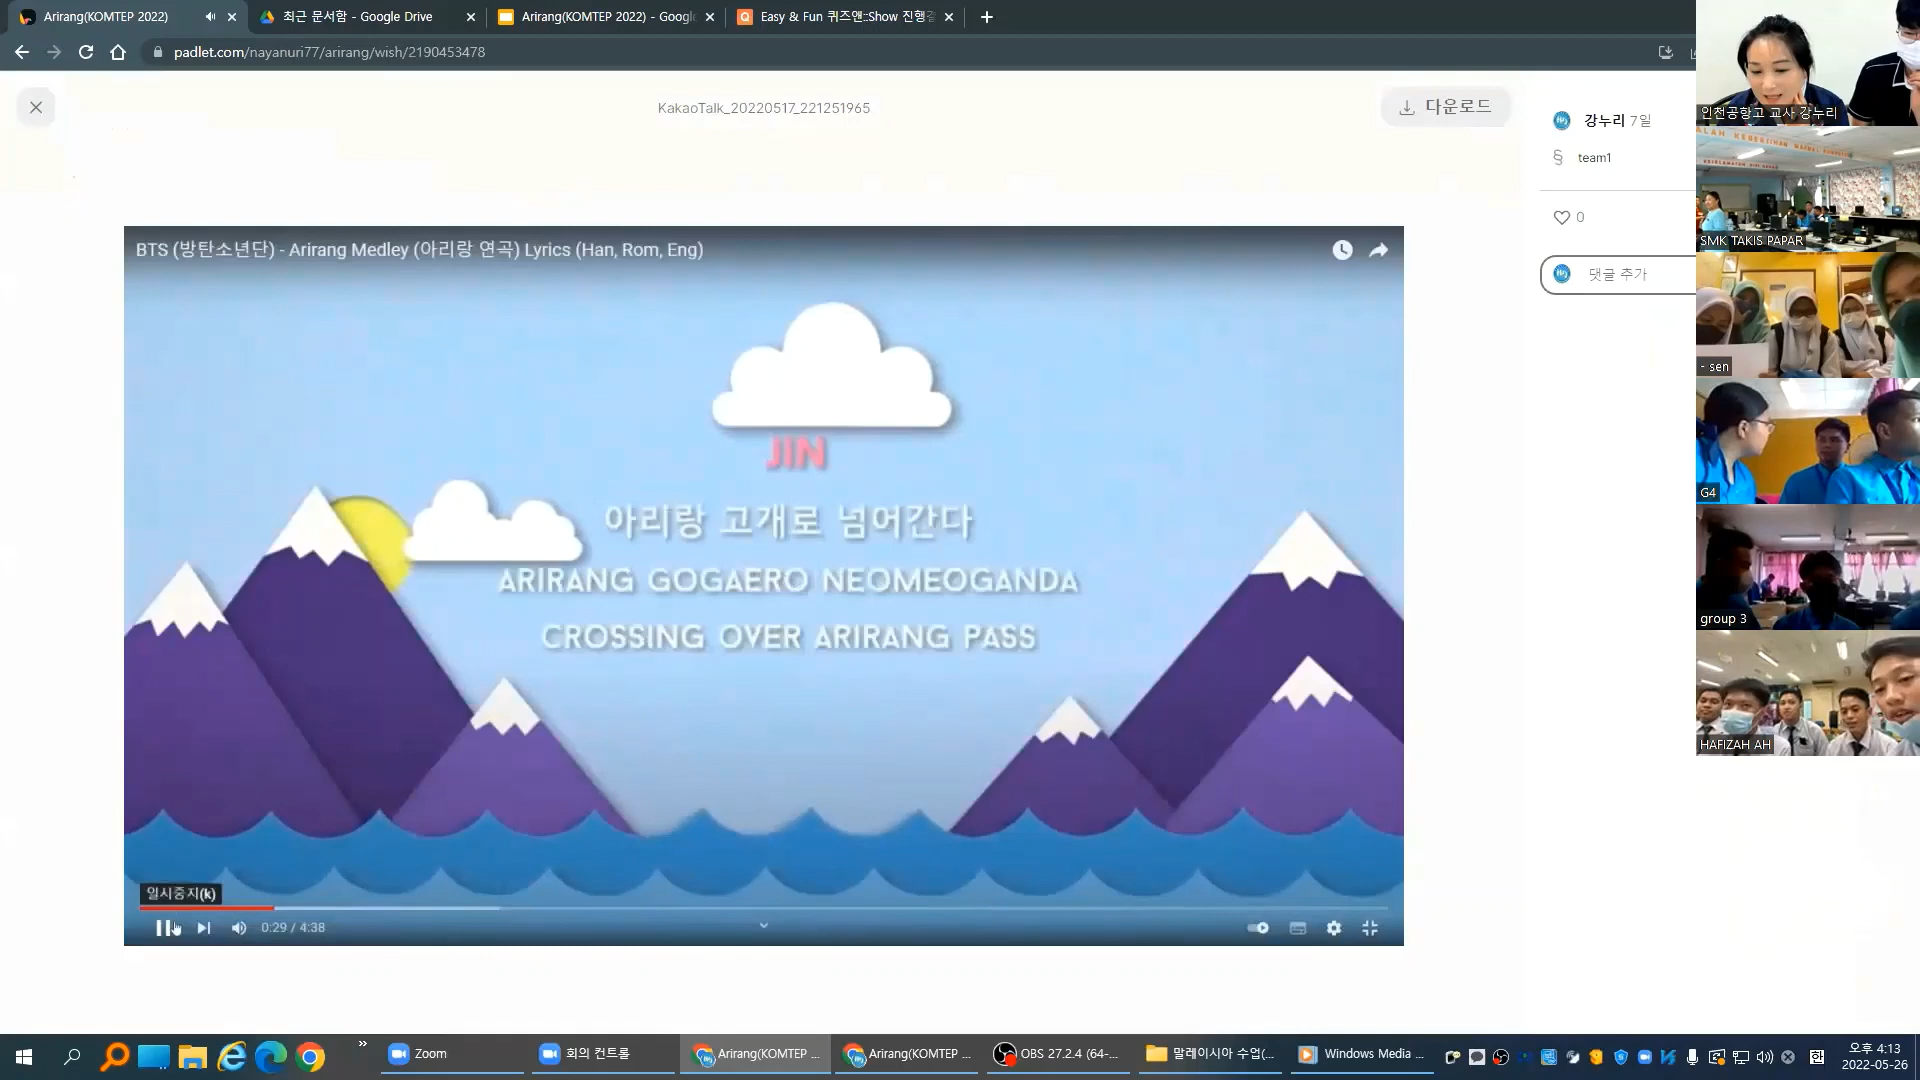 Arirang(KOMTEP 2022)
최근 문서함 - Google Drive
Arirang(KOMTEP 2022) - Googl
Easy & Fun 퀴즈앤::Show 진행
padlet.com/nayanuri77/arirang/wish/2190453478
KakaoTalk_20220517_221251965
다운로드
강누리 7일
team1
0
댓글 추가
BTS (방탄소년단) - Arirang Medley (아리랑 연곡) Lyrics (Han, Rom, Eng)
JIN
아리랑 고개로 넘어간다
ARIRANG GOGAERO NEOMEOGANDA
CROSSING OVER ARIRANG PASS
일시중지(k)
0:29 / 4:38
인천공항고 교사 강누리
SMK TAKIS PAPAR
- sen
G4
group 3
HAFIZAH AH
Zoom
회의 컨트롤
Arirang(KOMTEP ...
Arirang(KOMTEP ...
OBS 27.2.4 (64-...
말레이시아 수업(...
Windows Media ...
한
오후 4:13
2022-05-26